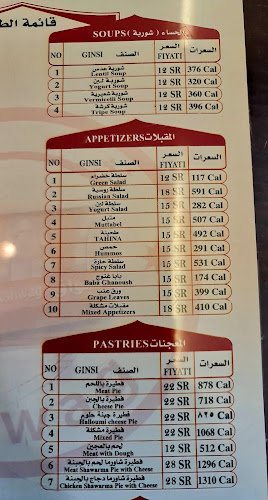 قائمة الط
الحساء ( شوربة ) SOUPS
NO GINSI الصنف السعر FIYATI السعرات
1 شوربة عدس Lentil Soup 12 SR 376 Cal
2 شوربة لبن Yogurt Soup 12 SR 320 Cal
3 شوربة شعيرية Vermicelli Soup 12 SR 360 Cal
4 شوربة كرشة Tripe Soup 12 SR 396 Cal
APPETIZERS المقبلات
NO GINSI الصنف السعر FIYATI السعرات
1 سلطة خضراء Green Salad 12 SR 117 Cal
2 سلطة روسية Russian Salad 18 SR 591 Cal
3 سلطة لبن Yogurt Salad 15 SR 282 Cal
4 متبل Muttabel 15 SR 507 Cal
5 طحينة TAHINA 15 SR 492 Cal
6 حمص Hummos 15 SR 291 Cal
7 سلطة حارة Spicy Salad 15 SR 531 Cal
8 بابا غنوج Baba Ghanoush 15 SR 174 Cal
9 ورق عنب Grape Leaves 15 SR 399 Cal
10 مقبلات مشكلة Mixed Appetizers 18 SR 410 Cal
PASTRIES المعجنات
NO GINSI الصنف السعر FIYATI السعرات
1 فطيرة باللحم Meat Pie 22 SR 878 Cal
2 فطيرة بالجبن Cheese Pie 22 SR 718 Cal
3 فطيرة جبنة حلوم Halloumi cheese Pie 22 SR ٨٢٥ Cal
4 فطيرة مشكلة Mixed Pie 22 SR 1068 Cal
5 لحم بالعجين Meat with Dough 12 SR 512 Cal
6 فطيرة شاورما لحم بالجبنة Meat Shawarma Pie with Cheese 28 SR 1296 Cal
7 فطيرة شاورما دجاج بالجبنة Chicken Shawarma Pie with Cheese 28 SR 1310 Cal